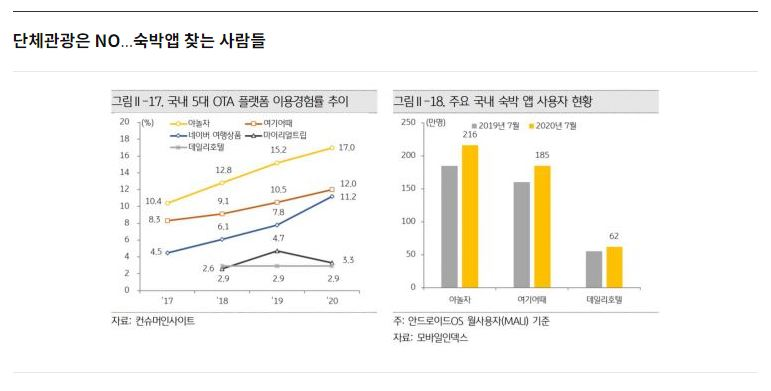 단체관광은 NO...숙박앱 찾는 사람들
그림Ⅱ-17. 국내 5대 OTA 플랫폼 이용경험률 추이
20 (%)
야놀자 여기어때
네이버 여행상품 마이리얼트립
데일리호텔
18
16
14
12
10
8
6
4
2
0
10.4
12.8
15.2
17.0
8.3
9.1
10.5
12.0
4.5
6.1
7.8
11.2
2.6
4.7
3.3
2.9
2.9
2.9
'17 '18 '19 '20
자료: 컨슈머인사이트
그림Ⅱ-18. 주요 국내 숙박 앱 사용자 현황
250 (만명)
2019년 7월 2020년 7월
200
150
100
50
0
216
185
62
야놀자 여기어때 데일리호텔
주: 안드로이드OS 월사용자(MAU) 기준
자료: 모바일인덱스